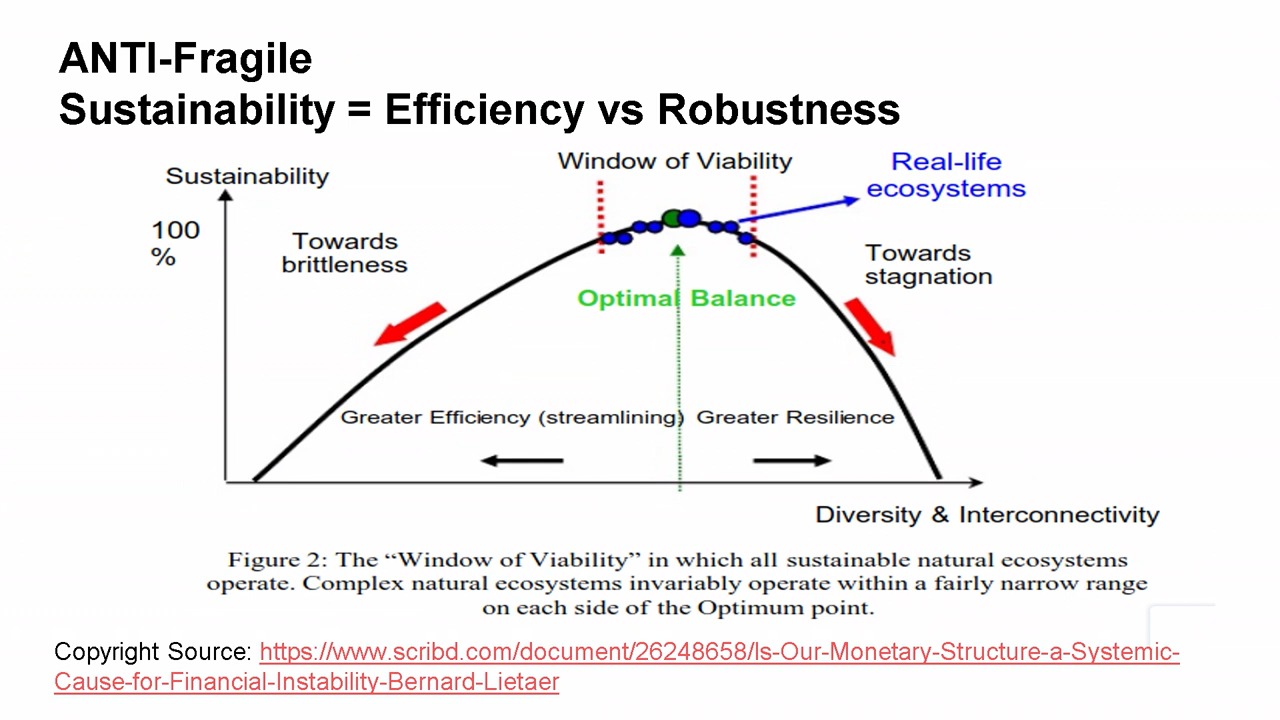 ANTI-Fragile
Sustainability = Efficiency vs Robustness
Window of Viability
Real-life
ecosystems
Sustainability
100
%
Towards
brittleness
Towards
stagnation
Optimal Balance
Greater Efficiency (streamlining)
Greater Resilience
Diversity & Interconnectivity
Figure 2: The “Window of Viability” in which all sustainable natural ecosystems
operate. Complex natural ecosystems invariably operate within a fairly narrow range
on each side of the Optimum point.
Copyright Source: https://www.scribd.com/document/26248658/Is-Our-Monetary-Structure-a-Systemic-
Cause-for-Financial-Instability-Bernard-Lietaer